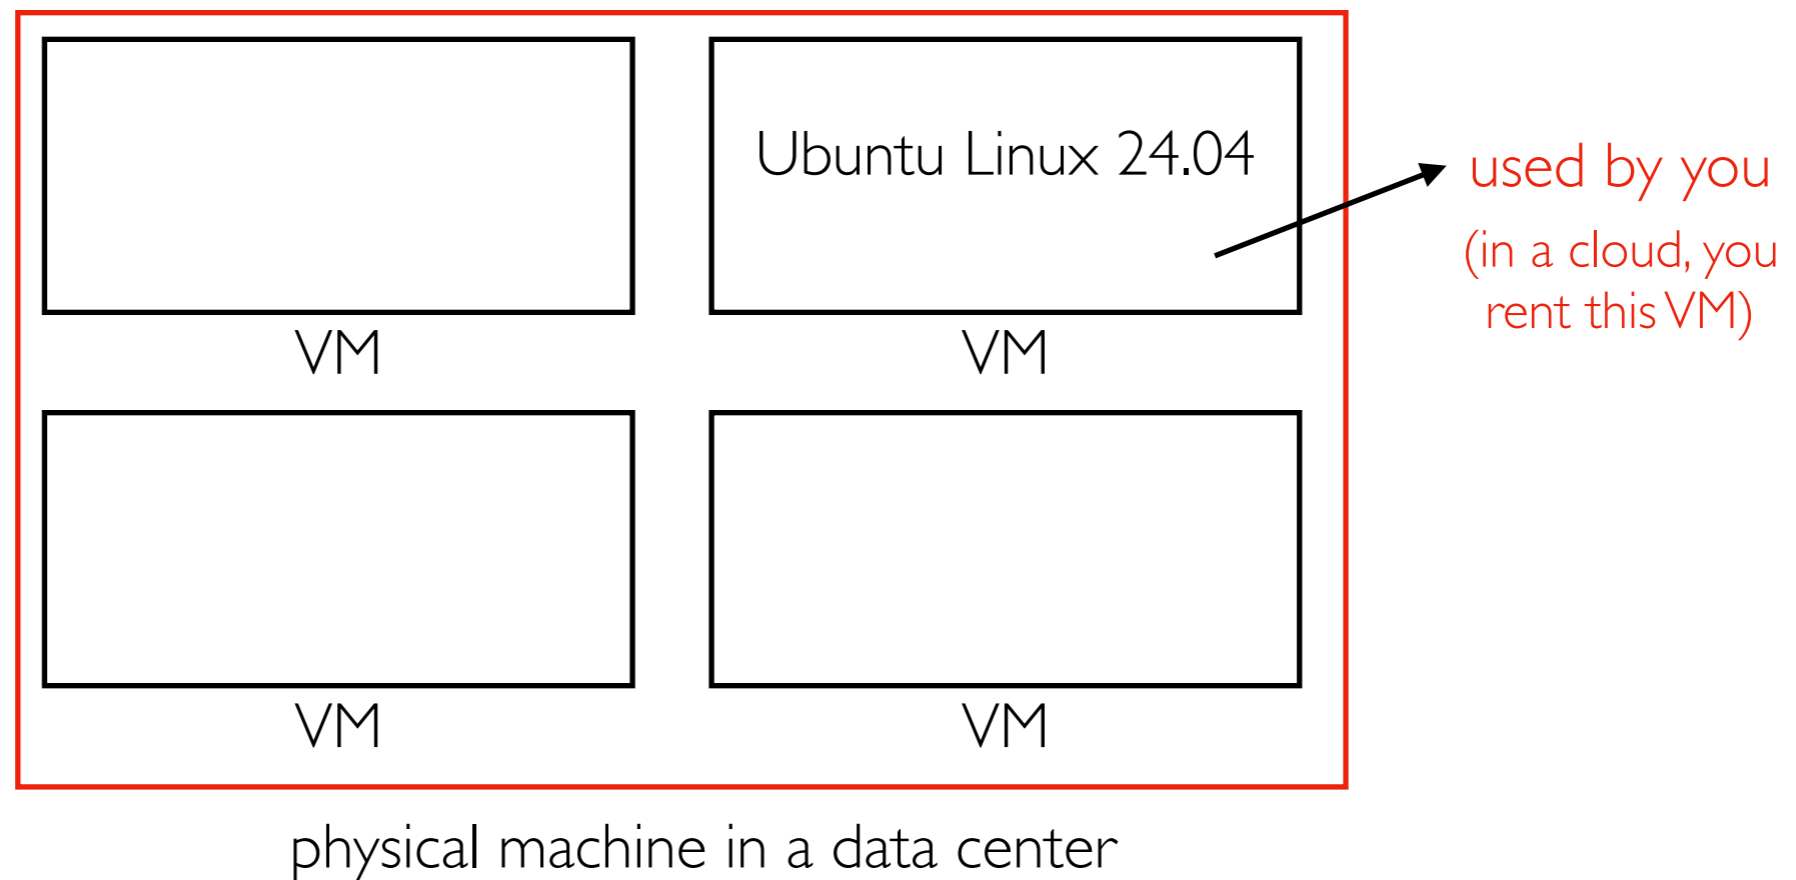 Ubuntu Linux 24.04
used by you
(in a cloud, you
rent this VM)
VM
VM
VM
VM
physical machine in a data center